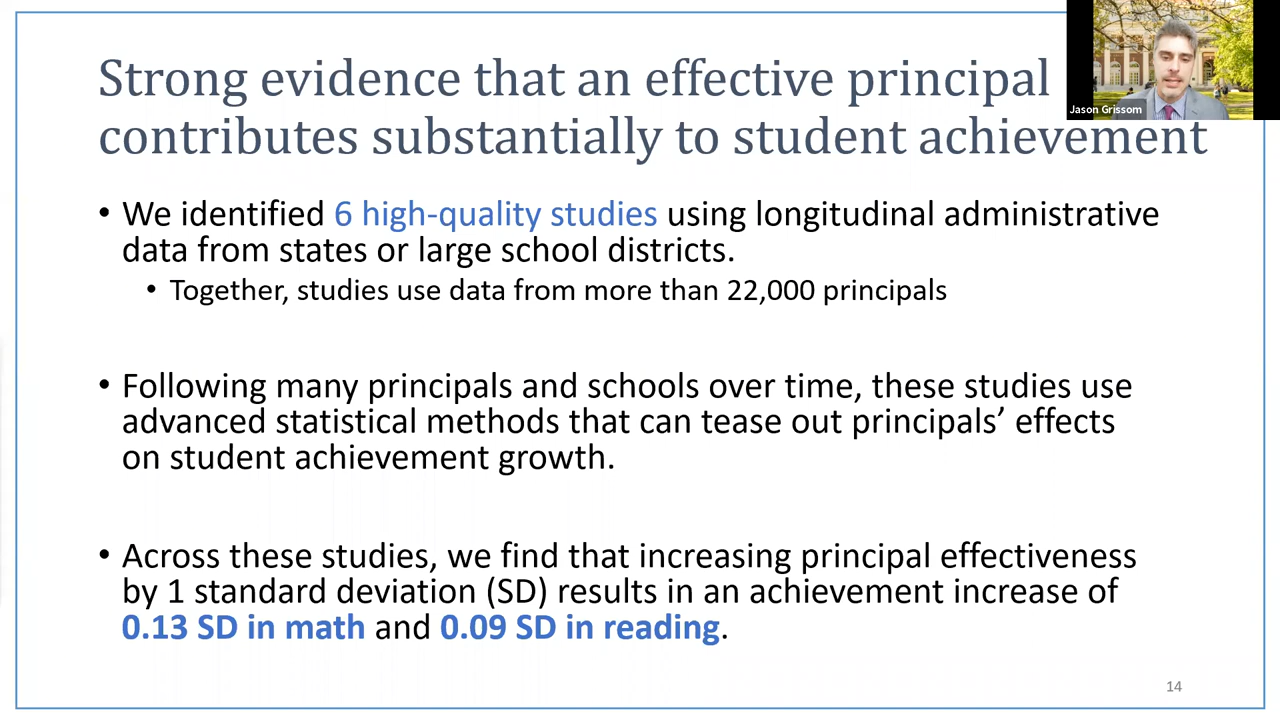 Strong evidence that an effective principal
contributes substantially to student achievement
Jason Grissom
• We identified 6 high-quality studies using longitudinal administrative
data from states or large school districts.
• Together, studies use data from more than 22,000 principals
• Following many principals and schools over time, these studies use
advanced statistical methods that can tease out principals’ effects
on student achievement growth.
• Across these studies, we find that increasing principal effectiveness
by 1 standard deviation (SD) results in an achievement increase of
0.13 SD in math and 0.09 SD in reading.
14